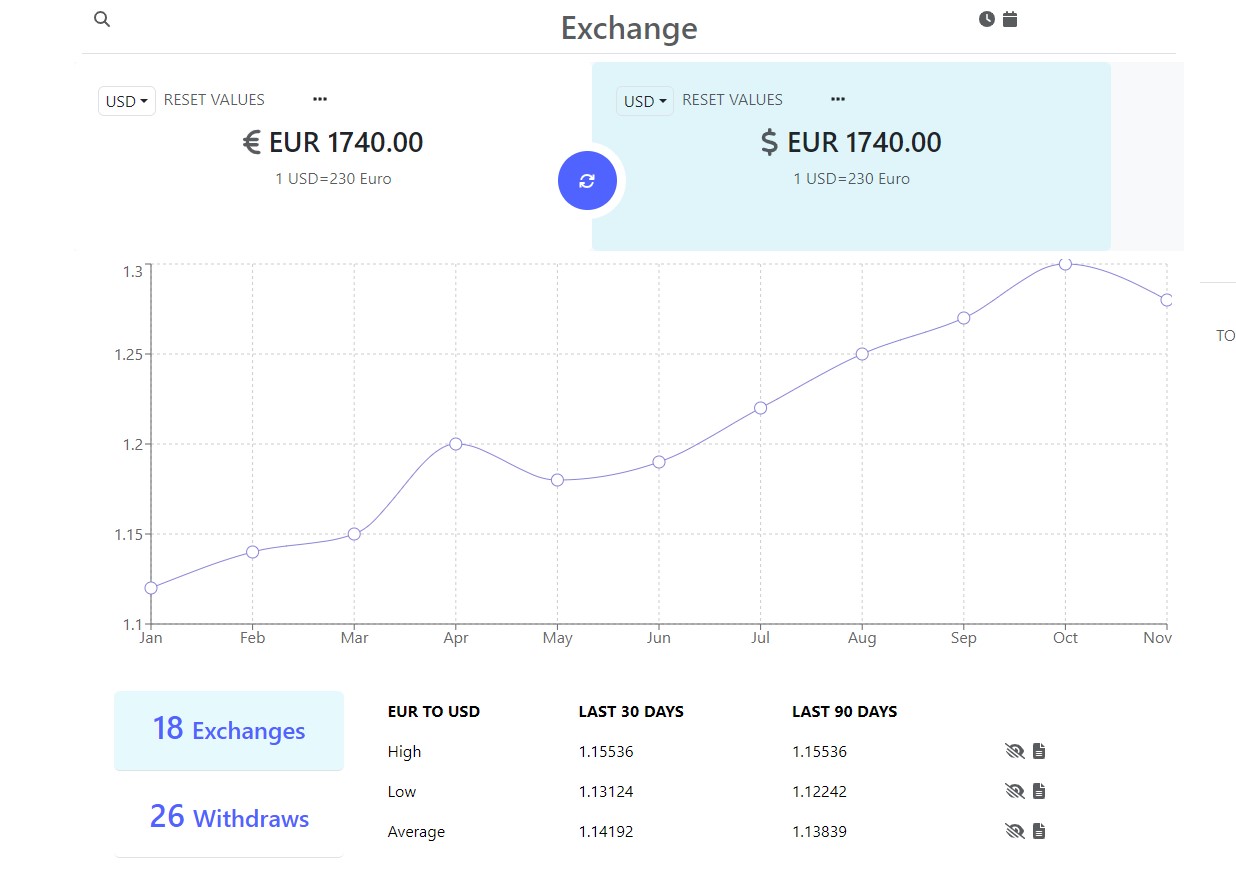 Exchange
USD RESET VALUES ...
€ EUR 1740.00
1 USD=230 Euro
USD RESET VALUES ...
$ EUR 1740.00
1 USD=230 Euro
1.3
1.25
1.2
1.15
1.1
Jan Feb Mar Apr May Jun Jul Aug Sep Oct Nov
TO
18 Exchanges
26 Withdraws
EUR TO USD LAST 30 DAYS LAST 90 DAYS
High 1.15536 1.15536
Low 1.13124 1.12242
Average 1.14192 1.13839